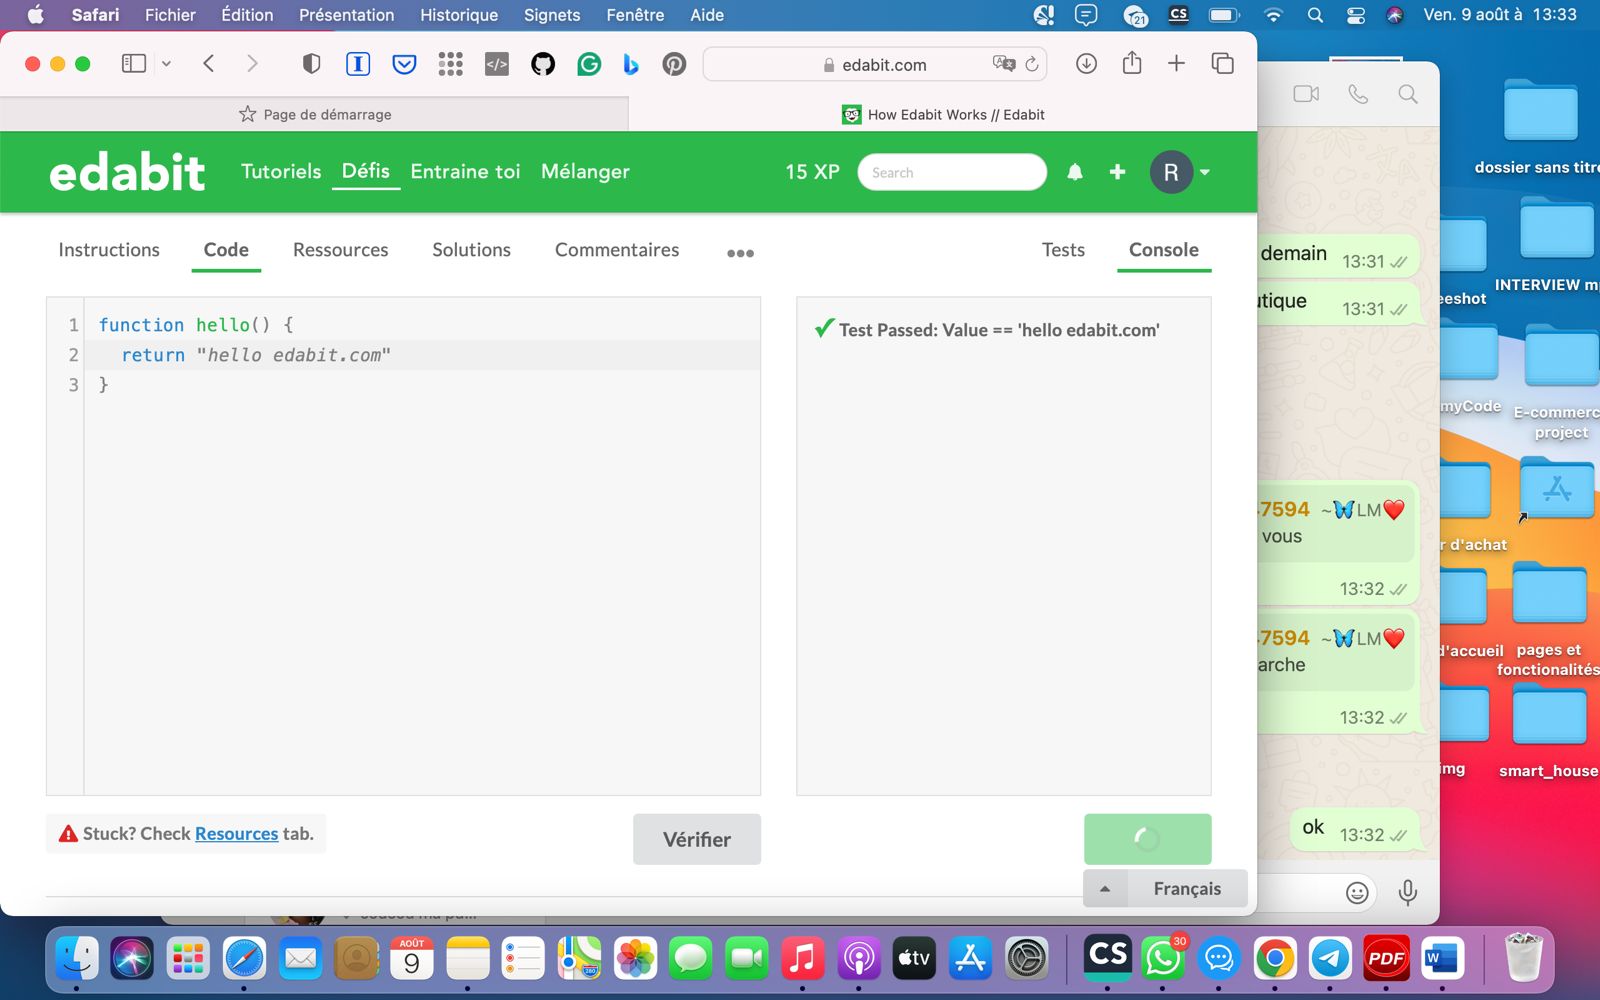 Safari Fichier Édition Présentation Historique Signets Fenêtre Aide 21 CS Ven. 9 août à 13:33
edabit.com
Page de démarrage
How Edabit Works // Edabit
edabit Tutoriels Défis Entraine toi Mélanger 15 XP Search R
Instructions Code Ressources Solutions Commentaires ••• Tests Console
1 function hello() {
2 return "hello edabit.com"
3 }
✔ Test Passed: Value == 'hello edabit.com'
Stuck? Check Resources tab.
Vérifier
Français
demain 13:31
utique 13:31
7594 ~🦋LM❤️
vous
13:32
7594 ~🦋LM❤️
arche
13:32
ok 13:32
dossier sans titre
INTERVIEW
eeshot
myCode
E-commerc
project
r d'achat
d'accueil
pages et
fonctionalités
img
smart_house
AOÛT
9
280
tv
CS
30
PDF
W